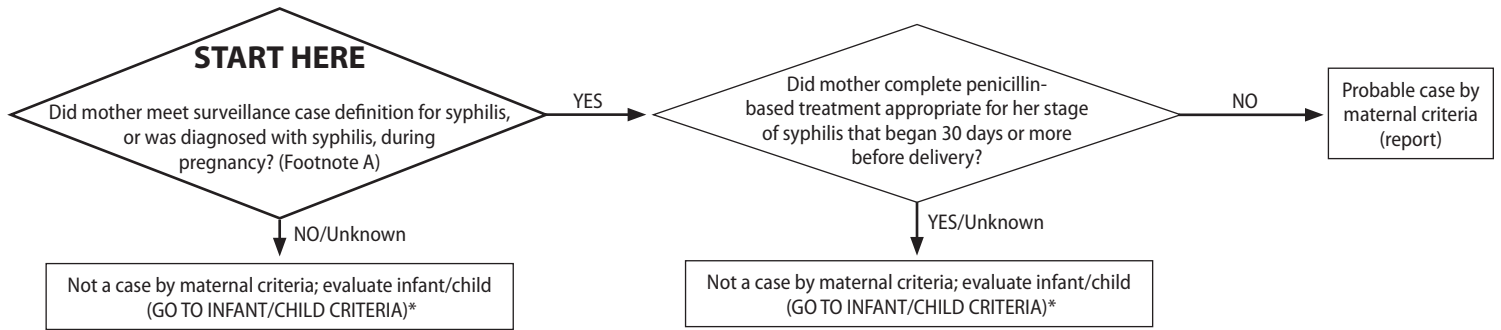 START HERE
Did mother meet surveillance case definition for syphilis,
or was diagnosed with syphilis, during
pregnancy? (Footnote A)
YES
Did mother complete penicillin-
based treatment appropriate for her stage
of syphilis that began 30 days or more
before delivery?
NO
Probable case by
maternal criteria
(report)
NO/Unknown
Not a case by maternal criteria; evaluate infant/child
(GO TO INFANT/CHILD CRITERIA)*
YES/Unknown
Not a case by maternal criteria; evaluate infant/child
(GO TO INFANT/CHILD CRITERIA)*